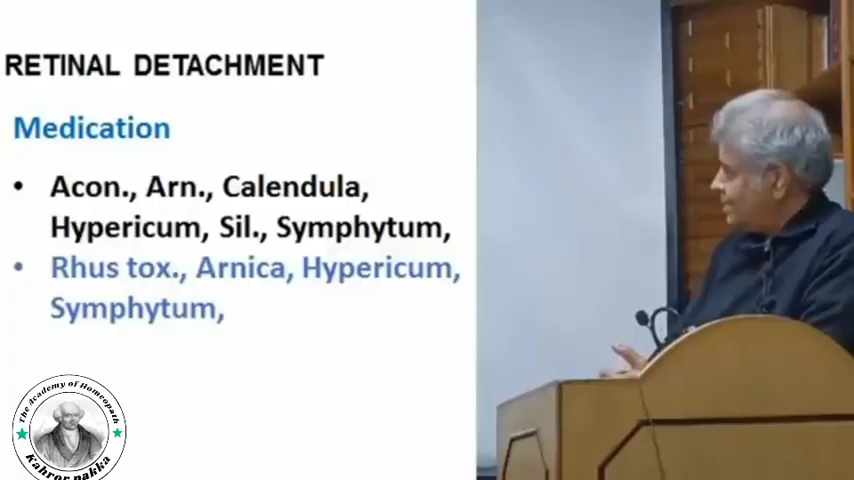 RETINAL DETACHMENT
Medication
• Acon., Arn., Calendula,
Hypericum, Sil., Symphytum,
• Rhus tox., Arnica, Hypericum,
Symphytum,
The Academy of Homeopath
Kahror pakka